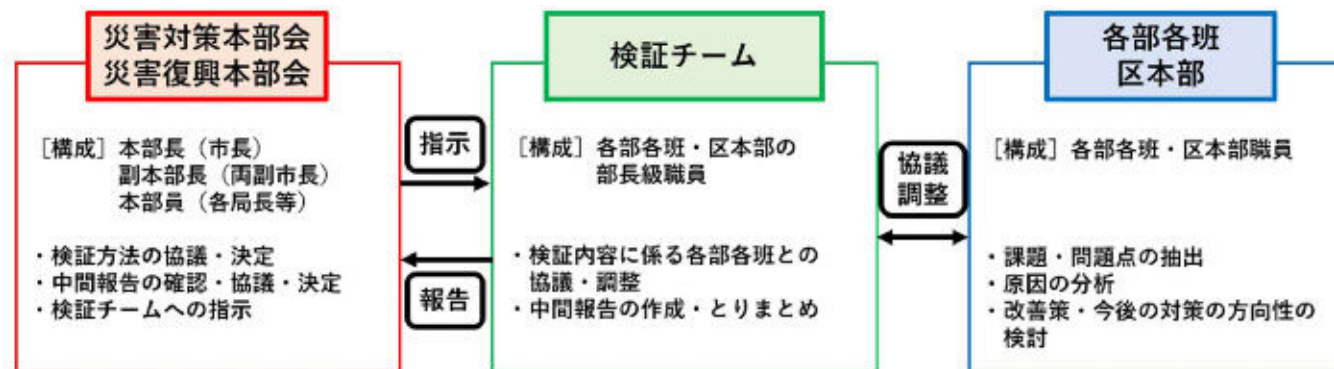 災害対策本部会
災害復興本部会
［構成］本部長（市長）
副本部長（両副市長）
本部員（各局長等）
・検証方法の協議・決定
・中間報告の確認・協議・決定
・検証チームへの指示
指示
報告
検証チーム
［構成］各部各班・区本部の
部長級職員
・検証内容に係る各部各班との
協議・調整
・中間報告の作成・とりまとめ
協議
調整
各部各班
区本部
［構成］各部各班・区本部職員
・課題・問題点の抽出
・原因の分析
・改善策・今後の対策の方向性の
検討